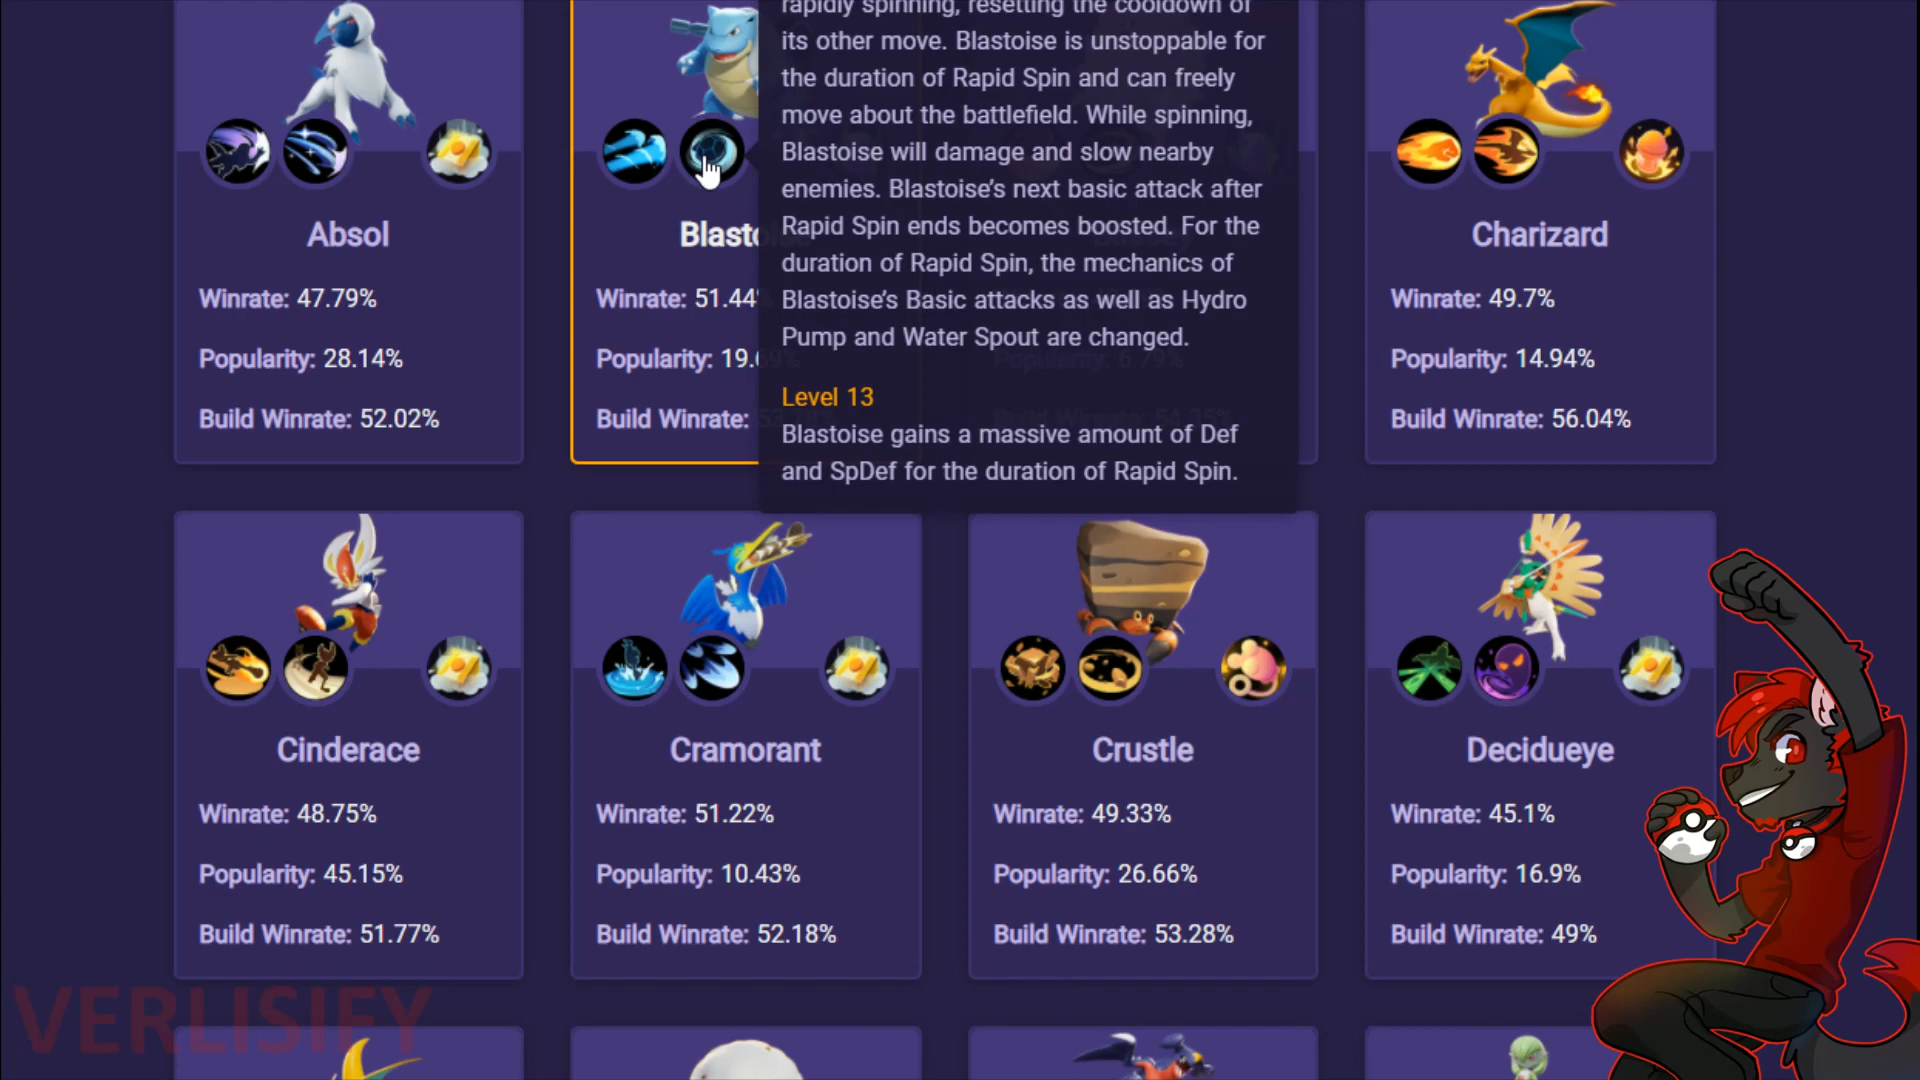 rapidly spinning, resetting the cooldown of
its other move. Blastoise is unstoppable for
the duration of Rapid Spin and can freely
move about the battlefield. While spinning,
Blastoise will damage and slow nearby
enemies. Blastoise's next basic attack after
Rapid Spin ends becomes boosted. For the
duration of Rapid Spin, the mechanics of
Blastoise's Basic attacks as well as Hydro
Pump and Water Spout are changed.
Level 13
Blastoise gains a massive amount of Def
and SpDef for the duration of Rapid Spin.
Absol
Winrate: 47.79%
Popularity: 28.14%
Build Winrate: 52.02%
Winrate: 51.44
Popularity:
Build Winrate:
Charizard
Winrate: 49.7%
Popularity: 14.94%
Build Winrate: 56.04%
Cinderace
Winrate: 48.75%
Popularity: 45.15%
Build Winrate: 51.77%
Cramorant
Winrate: 51.22%
Popularity: 10.43%
Build Winrate: 52.18%
Crustle
Winrate: 49.33%
Popularity: 26.66%
Build Winrate: 53.28%
Decidueye
Winrate: 45.1%
Popularity: 16.9%
Build Winrate: 49%
VERLISIFY